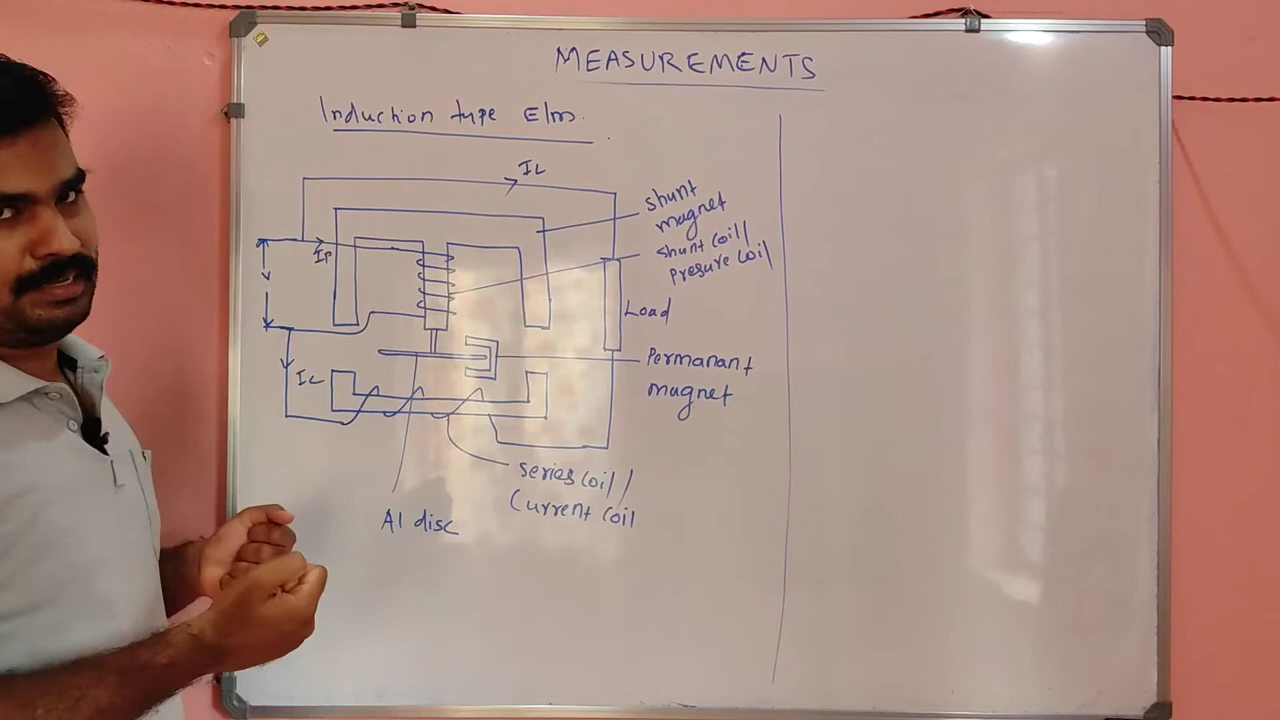 MEASUREMENTS
Induction type Elm.
IL
shunt
magnet
shunt coil/
presure coil
IP
V
Load
Permanant
magnet
IL
series coil/
Current coil
Al disc